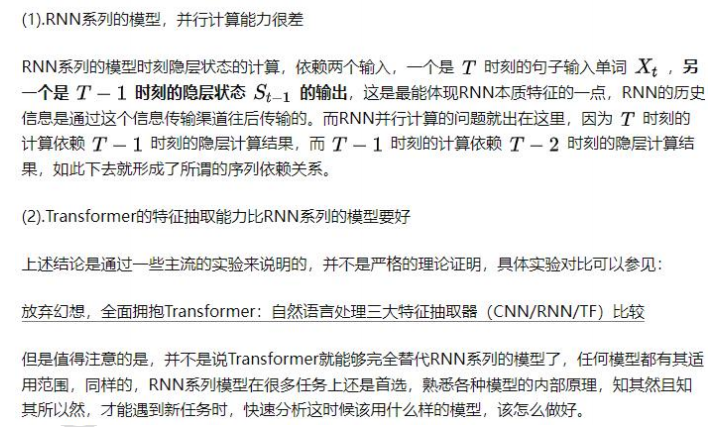 (1).RNN系列的模型，并行计算能力很差
RNN系列的模型时刻隐层状态的计算，依赖两个输入，一个是 T 时刻的句子输入单词 X_t ，另
一个是 T − 1 时刻的隐层状态 S_{t−1} 的输出，这是最能体现RNN本质特征的一点，RNN的历史
信息是通过这个信息传输渠道往后传输的。而RNN并行计算的问题就出在这里，因为 T 时刻的
计算依赖 T − 1 时刻的隐层计算结果，而 T − 1 时刻的计算依赖 T − 2 时刻的隐层计算结
果，如此下去就形成了所谓的序列依赖关系。
(2).Transformer的特征抽取能力比RNN系列的模型要好
上述结论是通过一些主流的实验来说明的，并不是严格的理论证明，具体实验对比可以参见：
放弃幻想，全面拥抱Transformer：自然语言处理三大特征抽取器（CNN/RNN/TF）比较
但是值得注意的是，并不是说Transformer就能够完全替代RNN系列的模型了，任何模型都有其适
用范围，同样的，RNN系列模型在很多任务上还是首选，熟悉各种模型的内部原理，知其然且知
其所以然，才能遇到新任务时，快速分析这时候该用什么样的模型，该怎么做好。